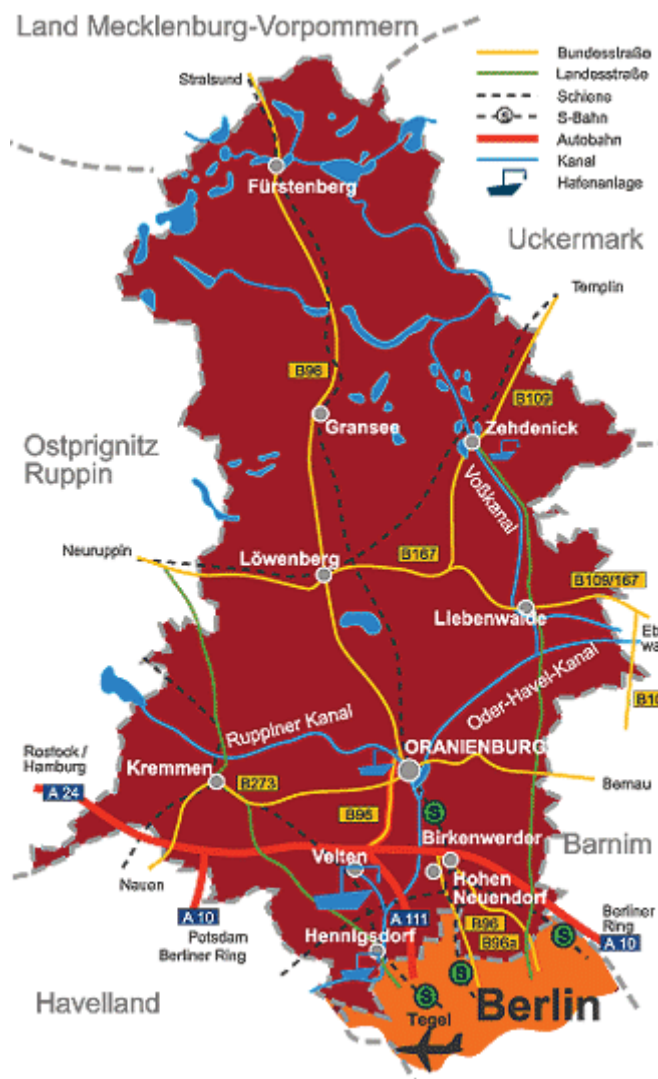 Land Mecklenburg-Vorpommern
Bundesstraße
Landesstraße
Schiene
S
S-Bahn
Autobahn
Kanal
Hafenanlage
Stralsund
Fürstenberg
Uckermark
Templin
B96
B109
Gransee
Zehdenick
Ostprignitz
Ruppin
Voßkanal
Neuruppin
Löwenberg
B167
B109/167
Liebenwalde
Oder-Havel-Kanal
Ruppiner Kanal
Rostock /
Hamburg
A 24
ORANIENBURG
Kremmen
B273
Bernau
B96
S
Birkenwerder
Barnim
Velten
Hohen
Neuendorf
Nauen
A 10
Potsdam
Berliner Ring
A 111
B96
B96a
Berliner
Ring
A 10
Hennigsdorf
S
S
S
Havelland
Tegel
Berlin